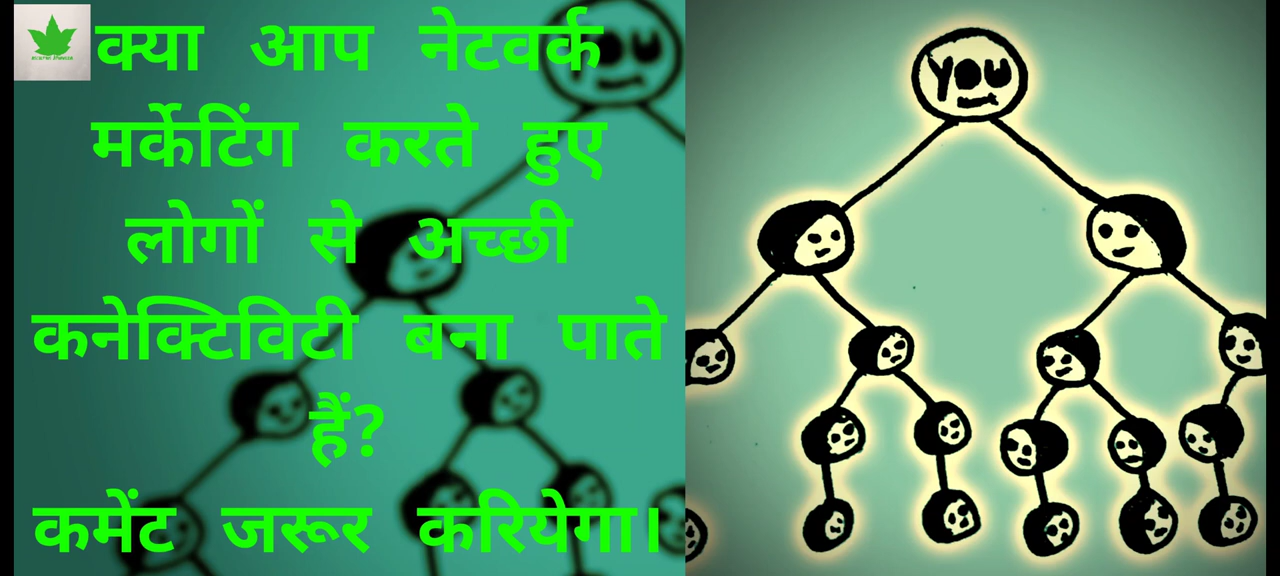 क्या आप नेटवर्क
मर्केटिंग करते हुए
लोगों से अच्छी
कनेक्टिविटी बना पाते
हैं?
कमेंट जरूर करियेगा।
YOU